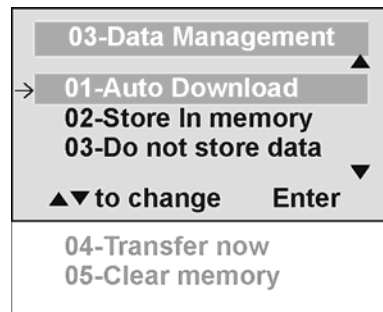 03-Data Management
▲
→ 01-Auto Download
02-Store In memory
03-Do not store data
▼
▲▼ to change Enter
04-Transfer now
05-Clear memory